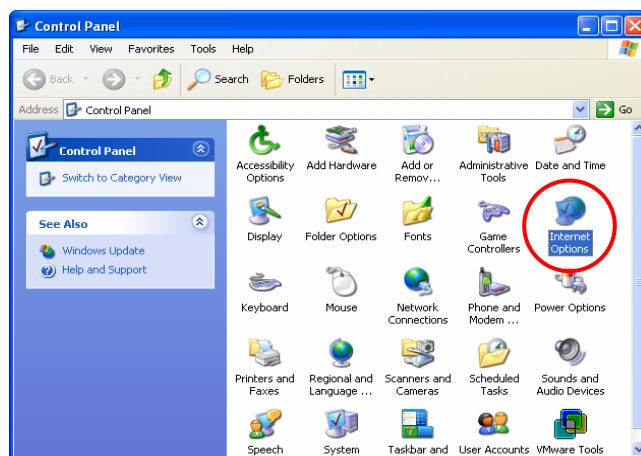 Control Panel
File Edit View Favorites Tools Help
Back Search Folders
Address Control Panel Go
Control Panel
Switch to Category View
See Also
Windows Update
Help and Support
Accessibility Options
Add Hardware
Add or Remov...
Administrative Tools
Date and Time
Display
Folder Options
Fonts
Game Controllers
Internet Options
Keyboard
Mouse
Network Connections
Phone and Modem ...
Power Options
Printers and Faxes
Regional and Language ...
Scanners and Cameras
Scheduled Tasks
Sounds and Audio Devices
Speech
System
Taskbar and
User Accounts
VMware Tools